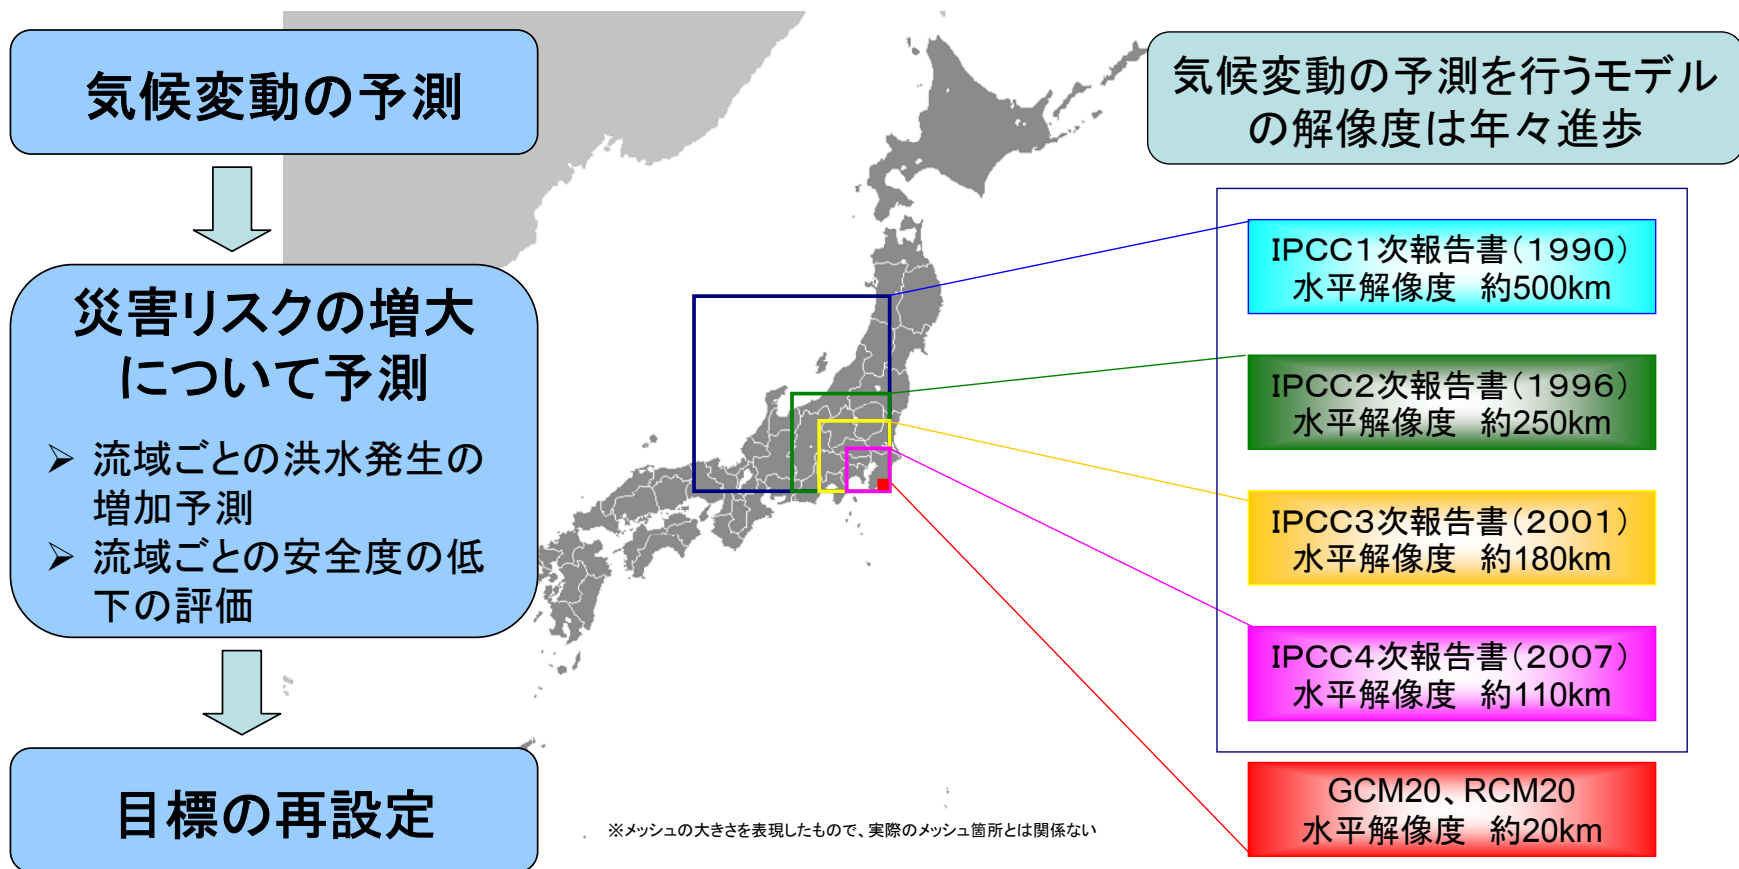 気候変動の予測
災害リスクの増大
について予測
➢ 流域ごとの洪水発生の
増加予測
➢ 流域ごとの安全度の低
下の評価
目標の再設定
気候変動の予測を行うモデル
の解像度は年々進歩
IPCC1次報告書(1990)
水平解像度 約500km
IPCC2次報告書(1996)
水平解像度 約250km
IPCC3次報告書(2001)
水平解像度 約180km
IPCC4次報告書(2007)
水平解像度 約110km
GCM20、RCM20
水平解像度 約20km
※メッシュの大きさを表現したもので、実際のメッシュ箇所とは関係ない